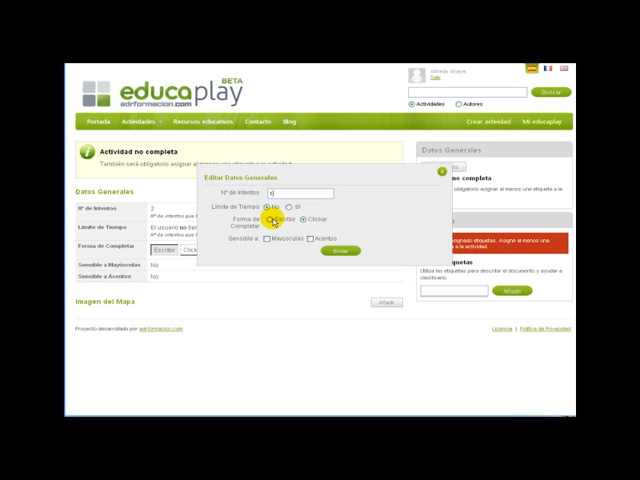 BETA
educaplay
adrformacion.com
Alfredo Anaya
Salir
Buscar
Actividades Autores
Portada Actividades Recursos educativos Contacto Blog Crear actividad Mi educaplay
Actividad no completa
También será obligatorio asignar al menos una etiqueta a la actividad.
Datos Generales
Nº de Intentos 2
Límite de Tiempo El usuario no
Forma de Completar Escribir
Sensible a Mayúsculas No
Sensible a Acentos No
Imagen del Mapa Añadir
Editar Datos Generales
Nº de Intentos
Límite de Tiempo No Sí
Forma de Completar Escribir Clickar
Sensible a: Mayúsculas Acentos
Enviar
Datos Generales
no completa
obligatorio asignar al menos una etiqueta a la
asignado etiquetas. Asigne al menos una
a la actividad.
etiquetas
Utiliza las etiquetas para describir el documento y ayudar a
clasificarlo.
Añadir
Proyecto desarrollado por adrformacion.com Licencia | Política de Privacidad